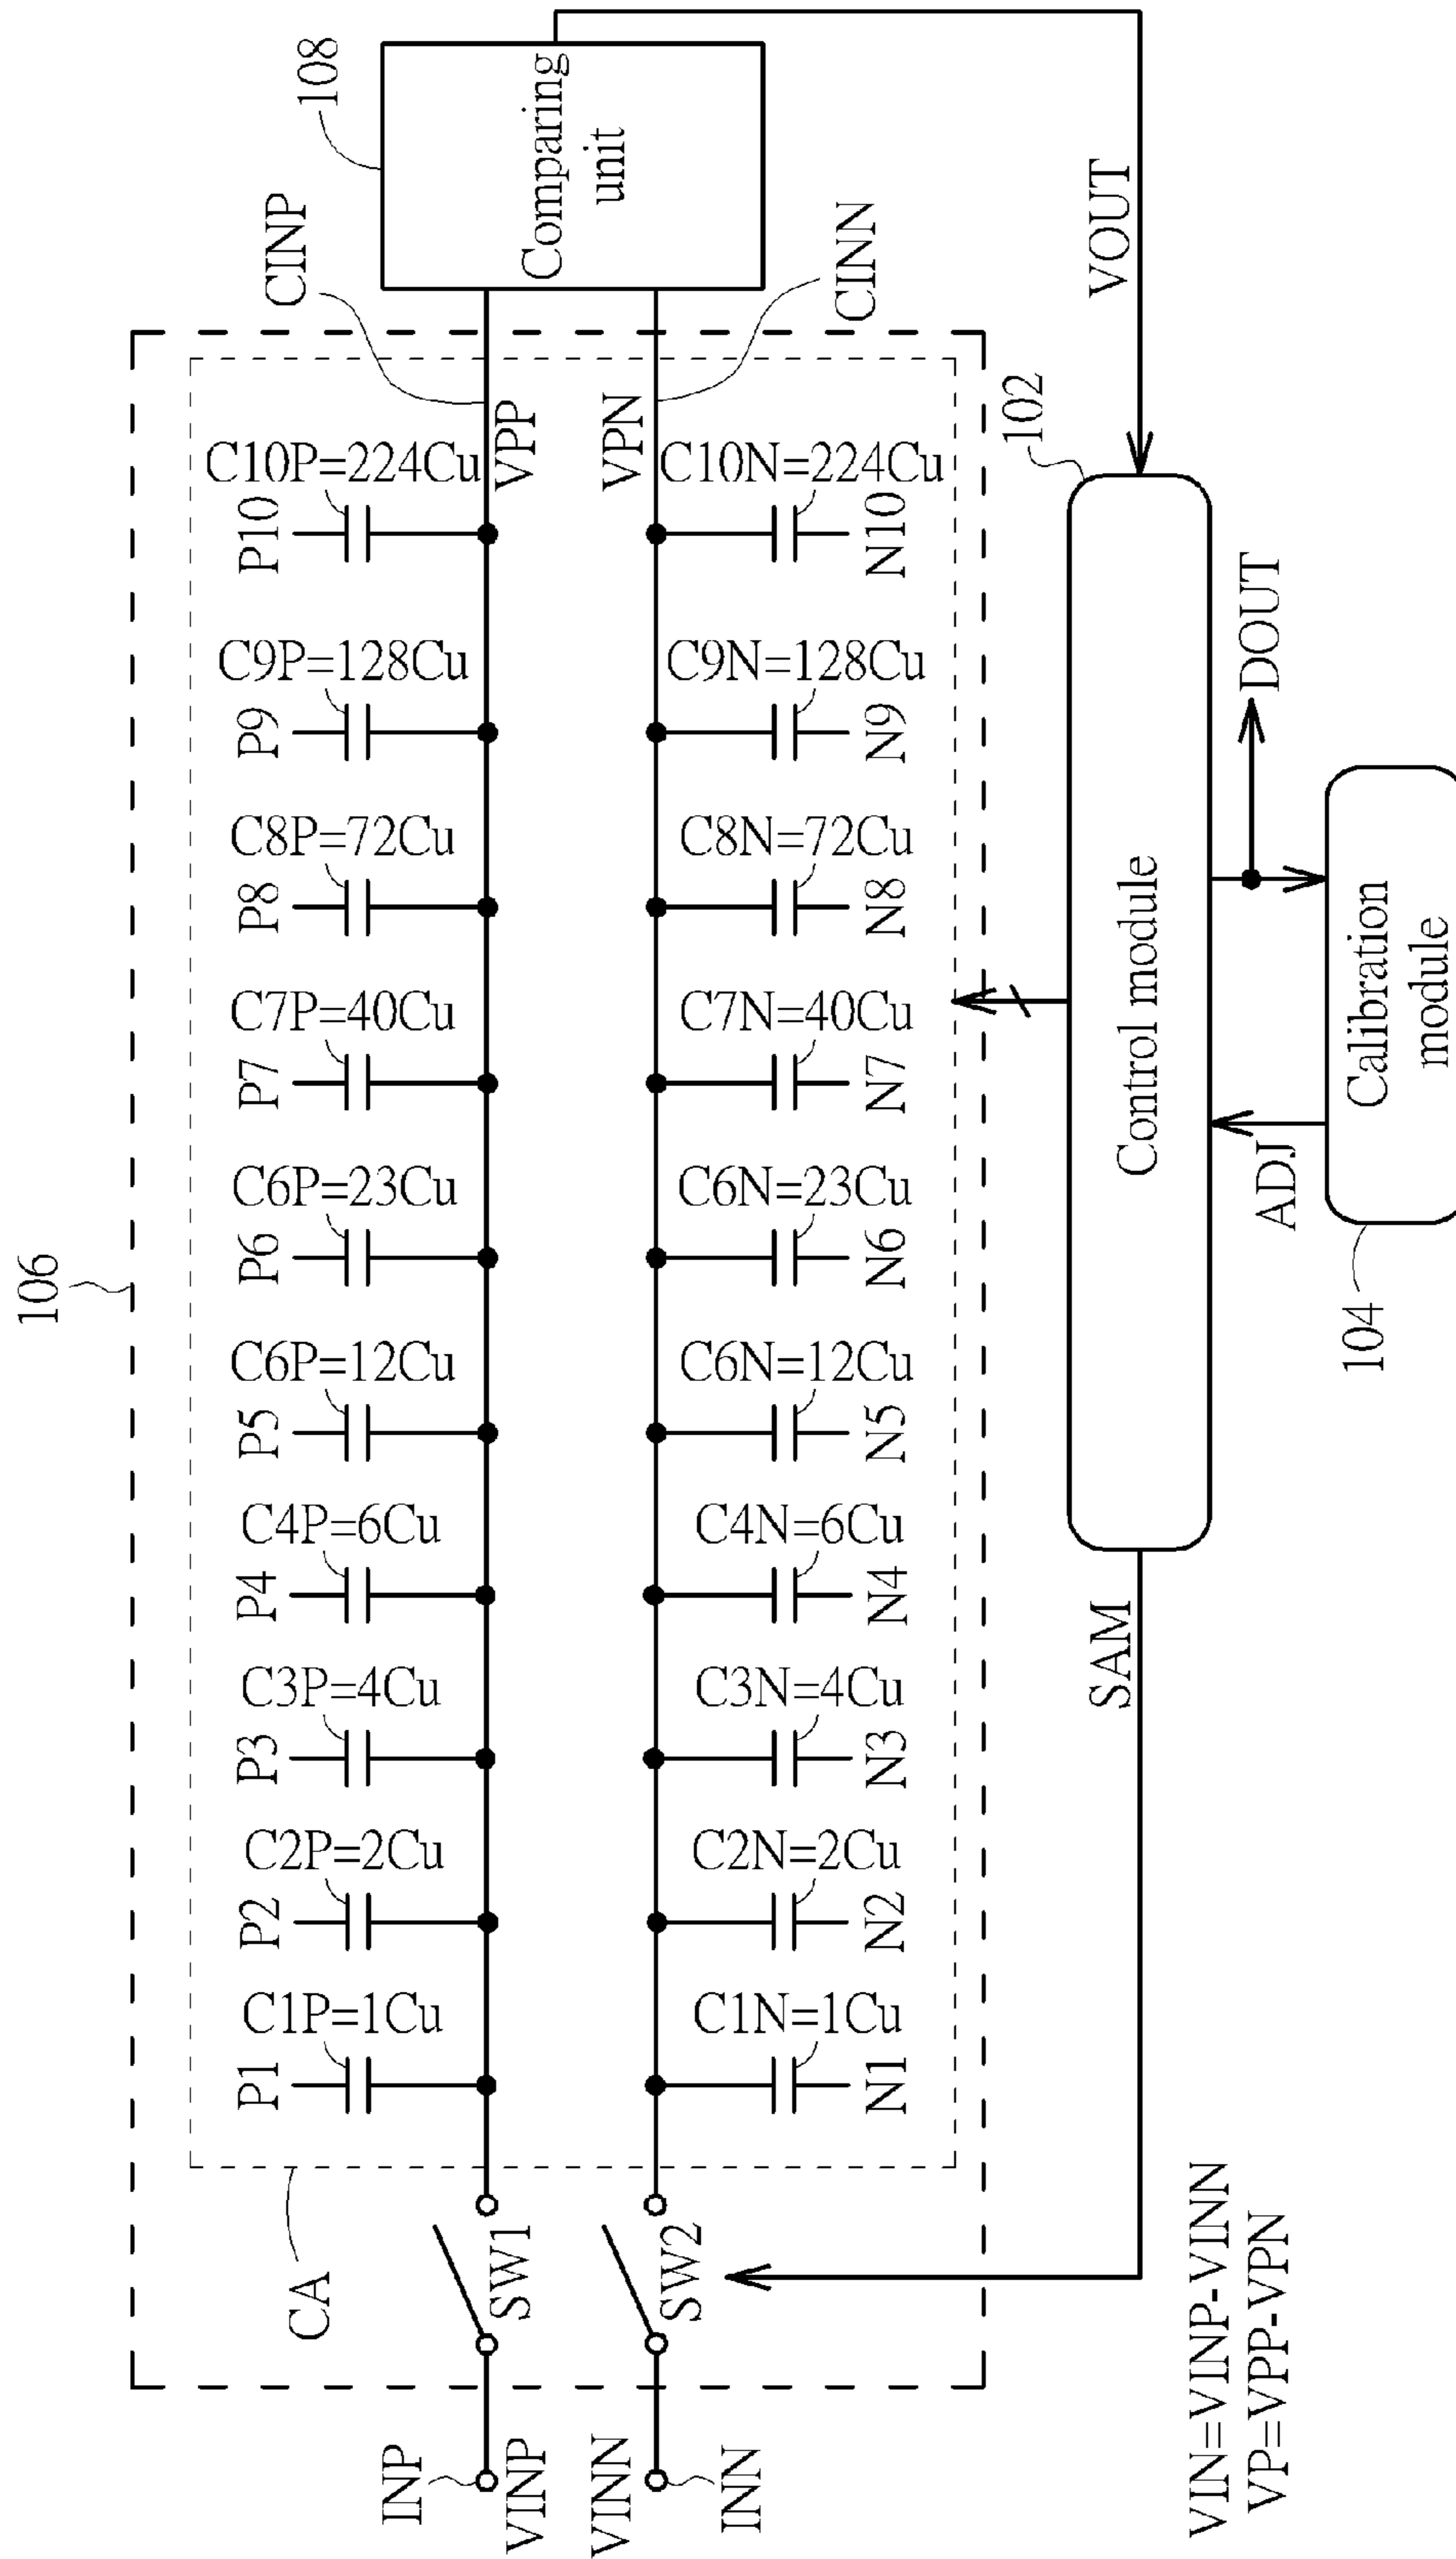 106
108
CA
P1
C1P=1Cu
P2
C2P=2Cu
P3
C3P=4Cu
P4
C4P=6Cu
P5
C6P=12Cu
P6
C6P=23Cu
P7
C7P=40Cu
P8
C8P=72Cu
P9
C9P=128Cu
P10
C10P=224Cu
CINP
INP
VINP
SW1
VPP
Comparing
unit
VINN
INN
SW2
VPN
CINN
C1N=1Cu
N1
C2N=2Cu
N2
C3N=4Cu
N3
C4N=6Cu
N4
C6N=12Cu
N5
C6N=23Cu
N6
C7N=40Cu
N7
C8N=72Cu
N8
C9N=128Cu
N9
C10N=224Cu
N10
102
SAM
Control module
VOUT
VIN=VINP-VINN
VP=VPP-VPN
ADJ
DOUT
104
Calibration
module